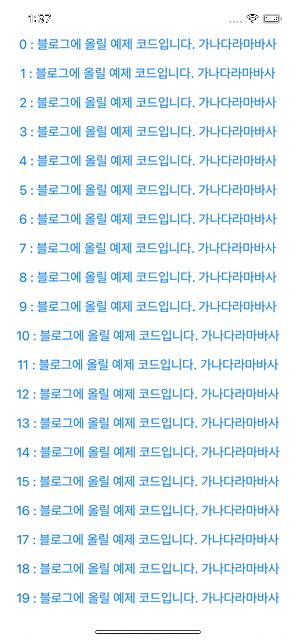 1:37
0 : 블로그에 올릴 예제 코드입니다. 가나다라마바사
1 : 블로그에 올릴 예제 코드입니다. 가나다라마바사
2 : 블로그에 올릴 예제 코드입니다. 가나다라마바사
3 : 블로그에 올릴 예제 코드입니다. 가나다라마바사
4 : 블로그에 올릴 예제 코드입니다. 가나다라마바사
5 : 블로그에 올릴 예제 코드입니다. 가나다라마바사
6 : 블로그에 올릴 예제 코드입니다. 가나다라마바사
7 : 블로그에 올릴 예제 코드입니다. 가나다라마바사
8 : 블로그에 올릴 예제 코드입니다. 가나다라마바사
9 : 블로그에 올릴 예제 코드입니다. 가나다라마바사
10 : 블로그에 올릴 예제 코드입니다. 가나다라마바사
11 : 블로그에 올릴 예제 코드입니다. 가나다라마바사
12 : 블로그에 올릴 예제 코드입니다. 가나다라마바사
13 : 블로그에 올릴 예제 코드입니다. 가나다라마바사
14 : 블로그에 올릴 예제 코드입니다. 가나다라마바사
15 : 블로그에 올릴 예제 코드입니다. 가나다라마바사
16 : 블로그에 올릴 예제 코드입니다. 가나다라마바사
17 : 블로그에 올릴 예제 코드입니다. 가나다라마바사
18 : 블로그에 올릴 예제 코드입니다. 가나다라마바사
19 : 블로그에 올릴 예제 코드입니다. 가나다라마바사